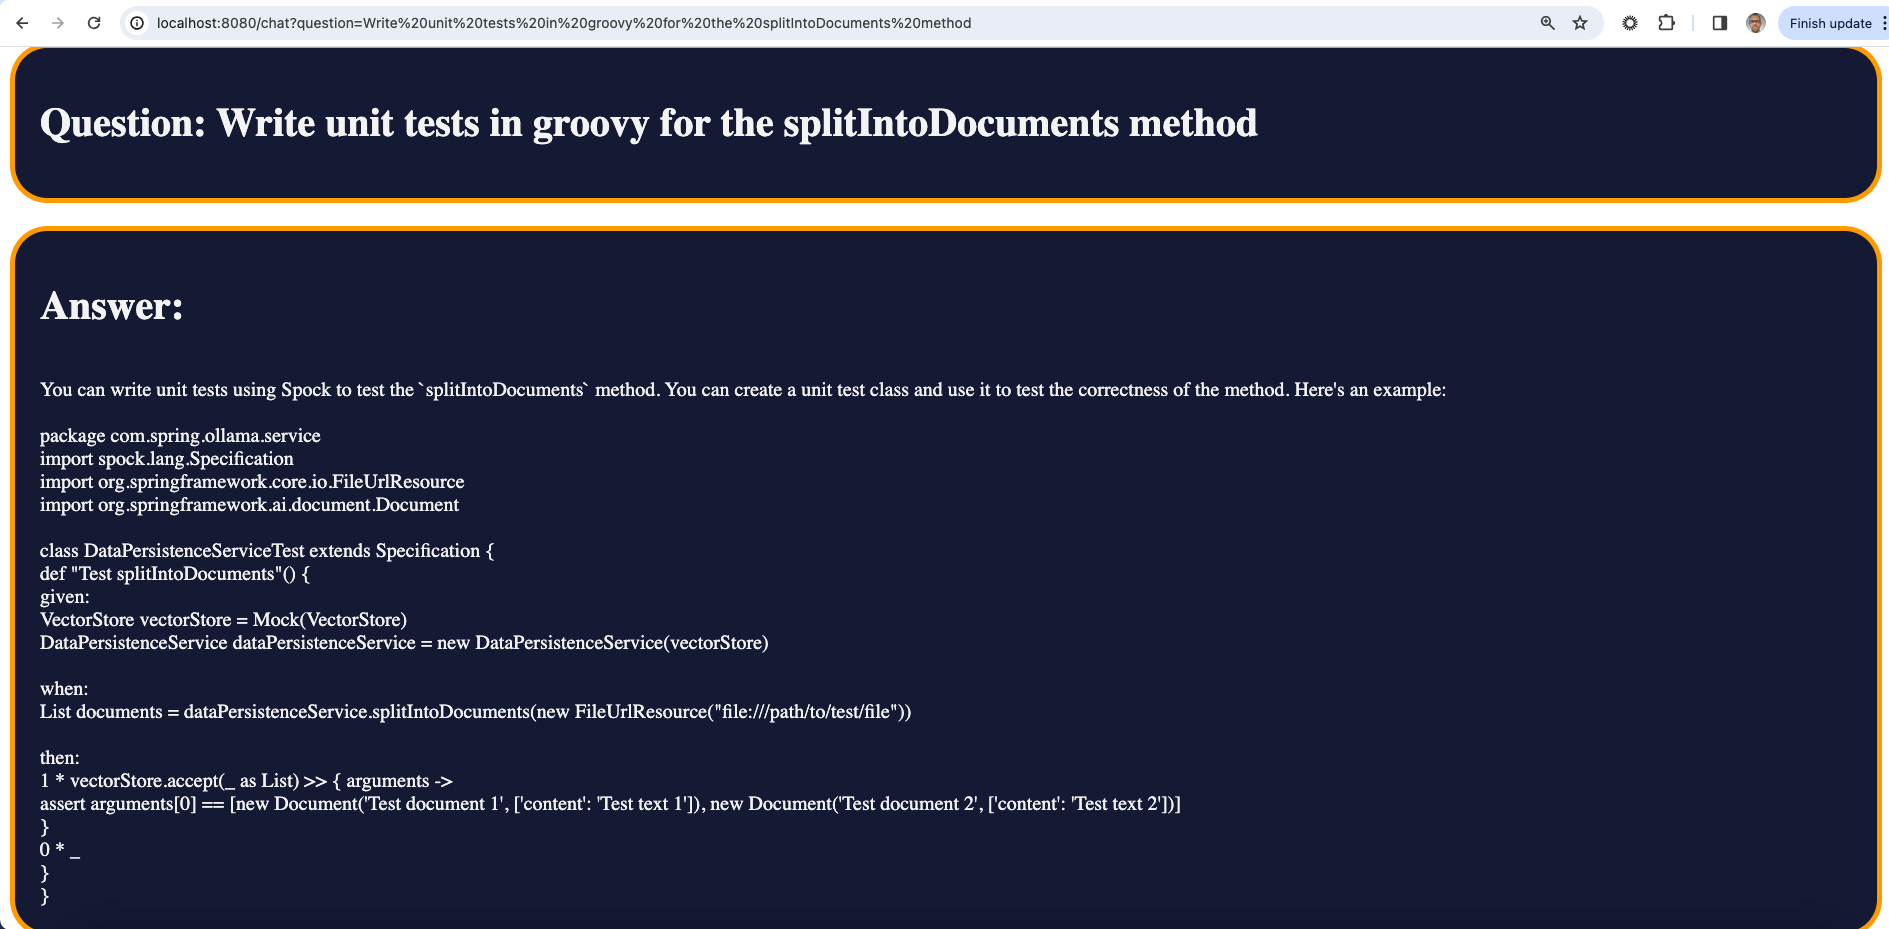 localhost:8080/chat?question=Write%20unit%20tests%20in%20groovy%20for%20the%20splitIntoDocuments%20method
Finish update
Question: Write unit tests in groovy for the splitIntoDocuments method
Answer:
You can write unit tests using Spock to test the `splitIntoDocuments` method. You can create a unit test class and use it to test the correctness of the method. Here's an example:
package com.spring.ollama.service
import spock.lang.Specification
import org.springframework.core.io.FileUrlResource
import org.springframework.ai.document.Document
class DataPersistenceServiceTest extends Specification {
def "Test splitIntoDocuments"() {
given:
VectorStore vectorStore = Mock(VectorStore)
DataPersistenceService dataPersistenceService = new DataPersistenceService(vectorStore)
when:
List documents = dataPersistenceService.splitIntoDocuments(new FileUrlResource("file:///path/to/test/file"))
then:
1 * vectorStore.accept(_ as List) >> { arguments ->
assert arguments[0] == [new Document('Test document 1', ['content': 'Test text 1']), new Document('Test document 2', ['content': 'Test text 2'])]
}
0 * _
}
}